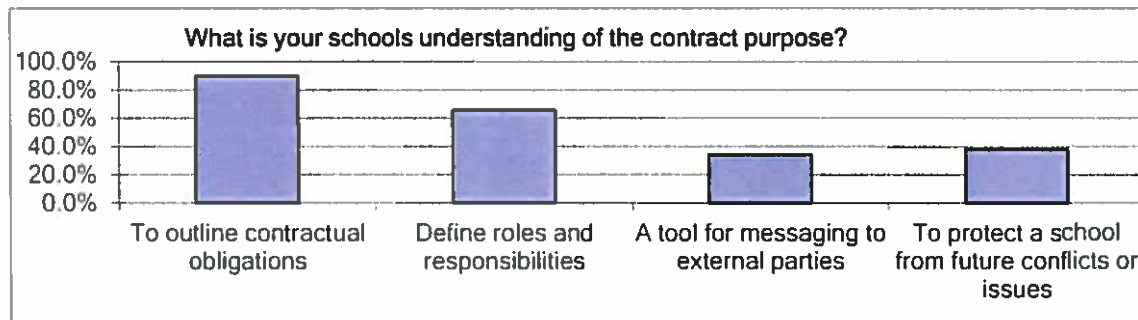 What is your schools understanding of the contract purpose?
100.0%
80.0%
60.0%
40.0%
20.0%
0.0%
To outline contractual
obligations
Define roles and
responsibilities
A tool for messaging to
external parties
To protect a school
from future conflicts or
issues